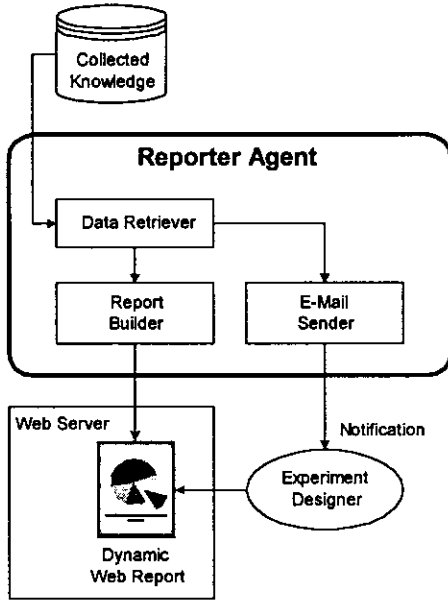 Collected
Knowledge
Reporter Agent
Data Retriever
Report
Builder
E-Mail
Sender
Web Server
Notification
Experiment
Designer
Dynamic
Web Report